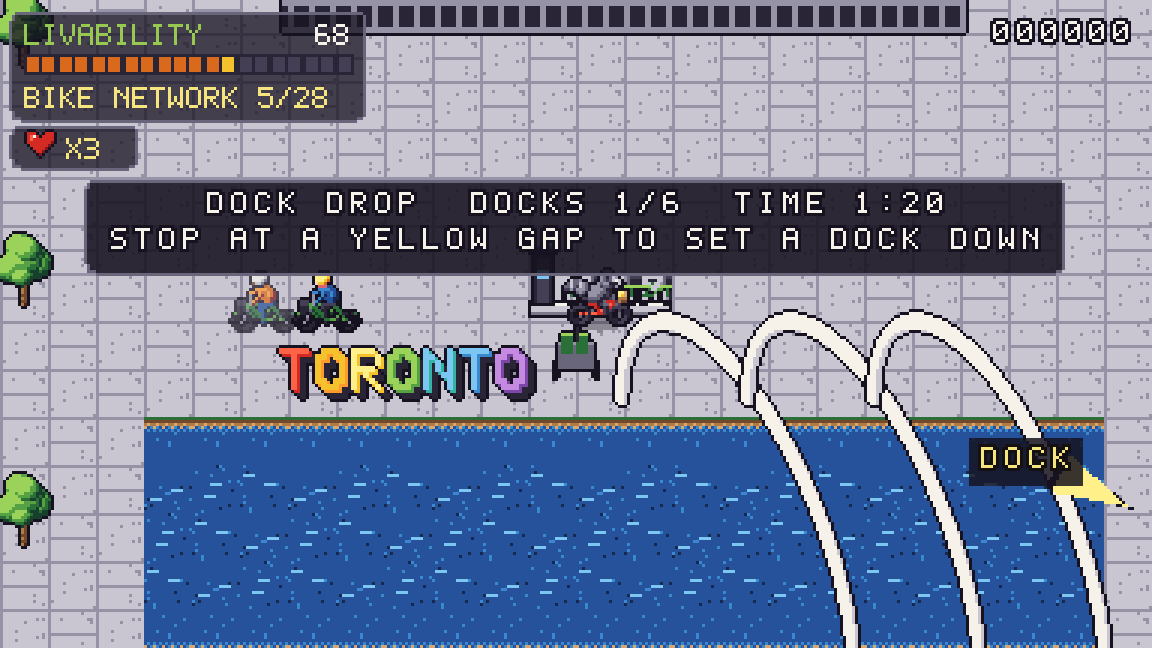 LIVABILITY 68
000000
BIKE NETWORK 5/28
X3
DOCK DROP DOCKS 1/6 TIME 1:20
STOP AT A YELLOW GAP TO SET A DOCK DOWN
TORONTO
DOCK